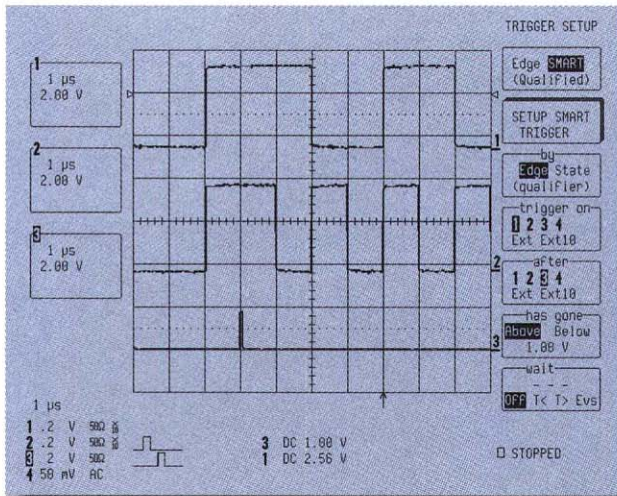 TRIGGER SETUP
Edge SMART
(Qualified)
SETUP SMART
TRIGGER
by
Edge State
(qualifier)
trigger on
1 2 3 4
Ext Ext10
after
1 2 3 4
Ext Ext10
has gone
Above Below
1.00 V
wait
---
OFF T< T> Evs
1
1 µs
2.00 V
2
1 µs
2.00 V
3
1 µs
2.00 V
1
2
3
1 µs
1 .2 V 50Ω
2 .2 V 50Ω
3 2 V 50Ω
4 50 mV AC
3 DC 1.00 V
1 DC 2.56 V
STOPPED